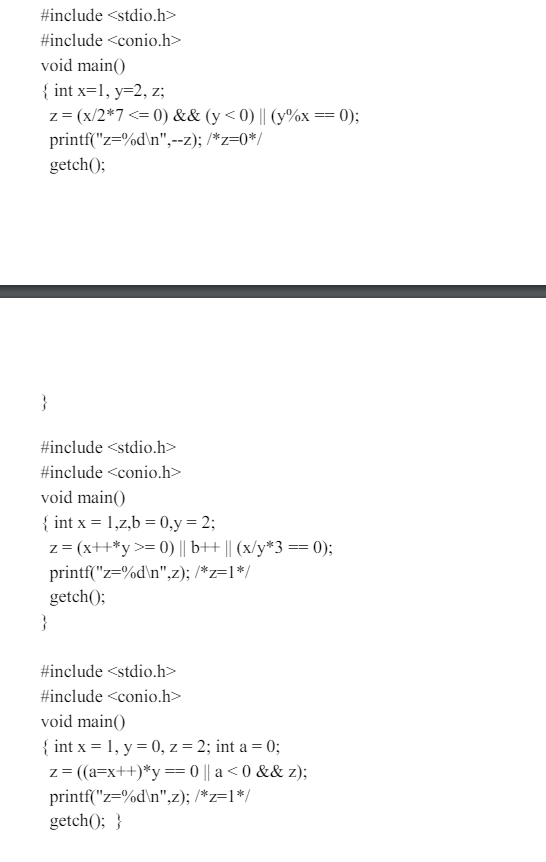 #include <stdio.h>
#include <conio.h>
void main()
{ int x=1, y=2, z;
z = (x/2*7 <= 0) && (y < 0) || (y%x == 0);
printf("z=%d\n",--z); /*z=0*/
getch();
}
#include <stdio.h>
#include <conio.h>
void main()
{ int x = 1,z,b = 0,y = 2;
z = (x++*y >= 0) || b++ || (x/y*3 == 0);
printf("z=%d\n",z); /*z=1*/
getch();
}
#include <stdio.h>
#include <conio.h>
void main()
{ int x = 1, y = 0, z = 2; int a = 0;
z = ((a=x++)*y == 0 || a < 0 && z);
printf("z=%d\n",z); /*z=1*/
getch(); }